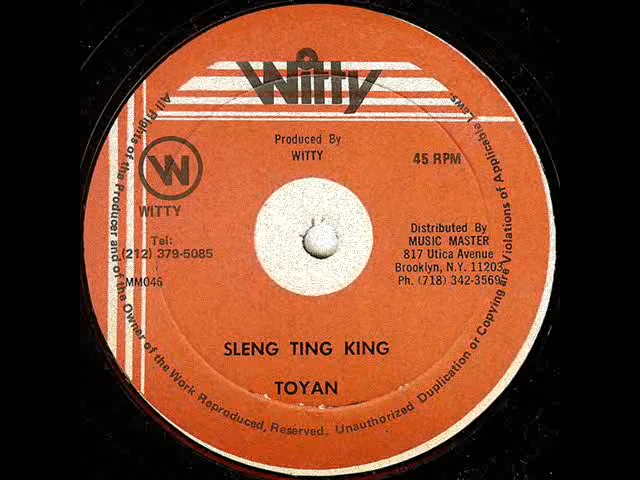 Witty
Produced By
WITTY
45 RPM
W
WITTY
Tel:
(212) 379-5085
MM046
Distributed By
MUSIC MASTER
817 Utica Avenue
Brooklyn, N.Y. 11203
Ph. (718) 342-3569
SLENG TING KING
TOYAN
All Rights of the Producer and of the Owner of the Work Reproduced, Reserved. Unauthorized Duplication or Copying are Violations of Applicable Laws.